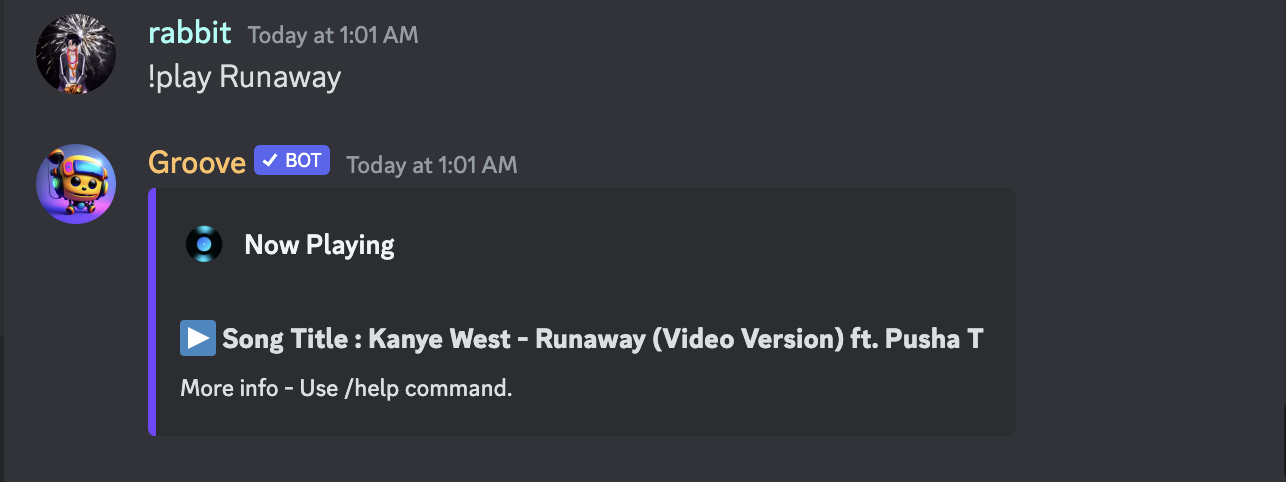 rabbit Today at 1:01 AM
!play Runaway
Groove ✓ BOT Today at 1:01 AM
Now Playing
▶️ Song Title : Kanye West - Runaway (Video Version) ft. Pusha T
More info - Use /help command.